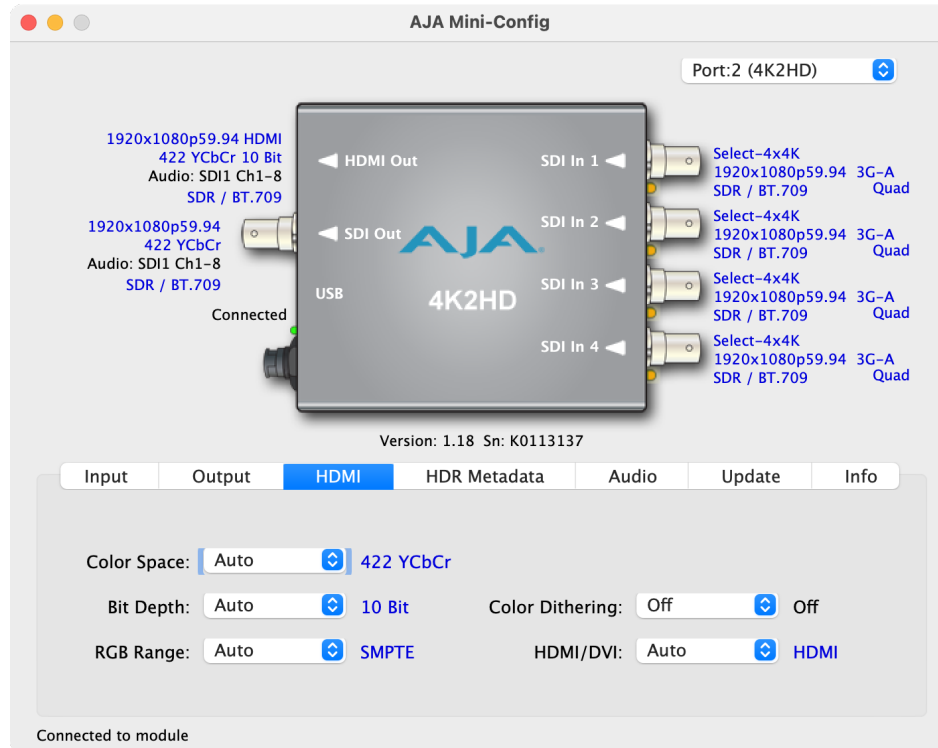 AJA Mini-Config
Port:2 (4K2HD)
1920x1080p59.94 HDMI
422 YCbCr 10 Bit
Audio: SDI1 Ch1-8
SDR / BT.709
1920x1080p59.94
422 YCbCr
Audio: SDI1 Ch1-8
SDR / BT.709
Connected
HDMI Out
SDI Out
USB
AJA
4K2HD
SDI In 1
SDI In 2
SDI In 3
SDI In 4
Select-4x4K
1920x1080p59.94 3G-A
SDR / BT.709 Quad
Select-4x4K
1920x1080p59.94 3G-A
SDR / BT.709 Quad
Select-4x4K
1920x1080p59.94 3G-A
SDR / BT.709 Quad
Select-4x4K
1920x1080p59.94 3G-A
SDR / BT.709 Quad
Version: 1.18 Sn: K0113137
Input Output HDMI HDR Metadata Audio Update Info
Color Space: Auto 422 YCbCr
Bit Depth: Auto 10 Bit Color Dithering: Off Off
RGB Range: Auto SMPTE HDMI/DVI: Auto HDMI
Connected to module